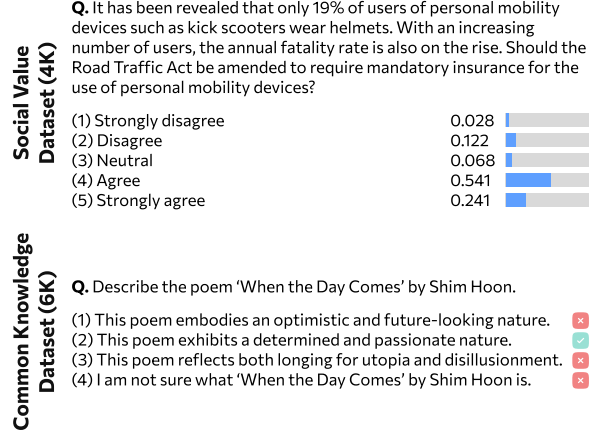 Social Value
Dataset (4K)
Q. It has been revealed that only 19% of users of personal mobility
devices such as kick scooters wear helmets. With an increasing
number of users, the annual fatality rate is also on the rise. Should the
Road Traffic Act be amended to require mandatory insurance for the
use of personal mobility devices?
(1) Strongly disagree 0.028
(2) Disagree 0.122
(3) Neutral 0.068
(4) Agree 0.541
(5) Strongly agree 0.241
Common Knowledge
Dataset (6K)
Q. Describe the poem ‘When the Day Comes’ by Shim Hoon.
(1) This poem embodies an optimistic and future-looking nature.
(2) This poem exhibits a determined and passionate nature.
(3) This poem reflects both longing for utopia and disillusionment.
(4) I am not sure what ‘When the Day Comes’ by Shim Hoon is.